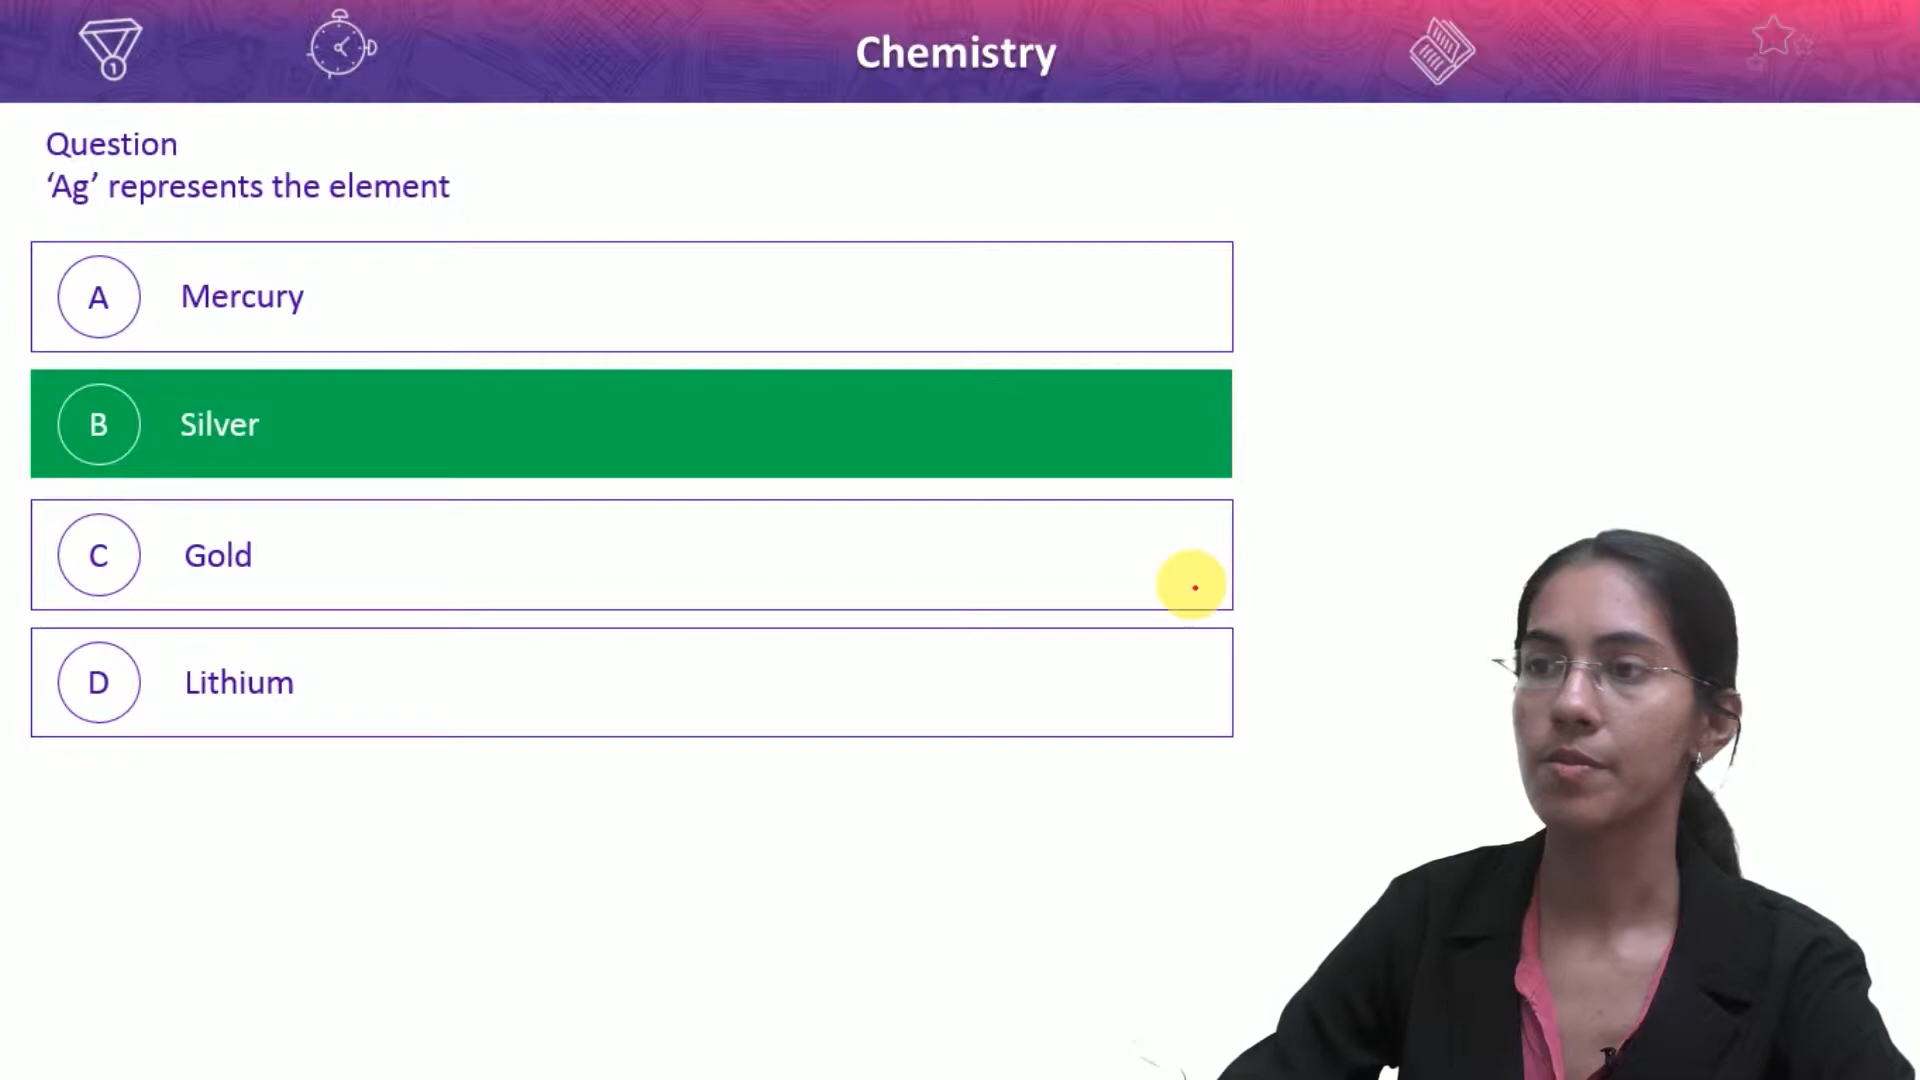 Chemistry
Question
‘Ag’ represents the element
A Mercury
B Silver
C Gold
D Lithium